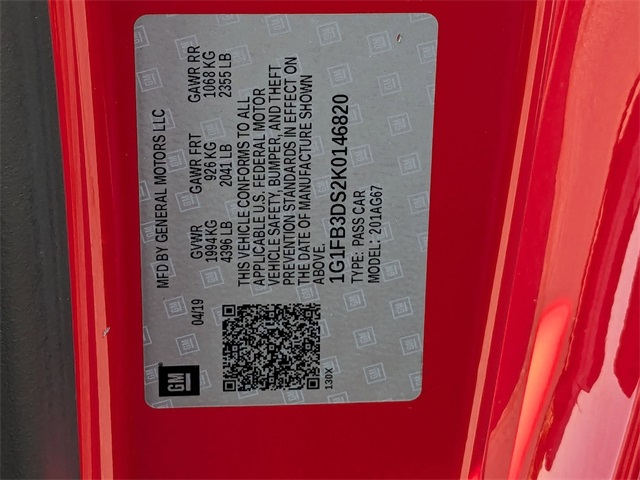 MFD BY GENERAL MOTORS LLC
04/19
GVWR GAWR FRT GAWR RR
1994 KG 926 KG 1068 KG
4396 LB 2041 LB 2355 LB
THIS VEHICLE CONFORMS TO ALL
APPLICABLE U.S. FEDERAL MOTOR
VEHICLE SAFETY, BUMPER, AND THEFT
PREVENTION STANDARDS IN EFFECT ON
THE DATE OF MANUFACTURE SHOWN
ABOVE.
1G1FB3DS2K0146820
TYPE: PASS CAR
MODEL: 201AG67
GM
130X